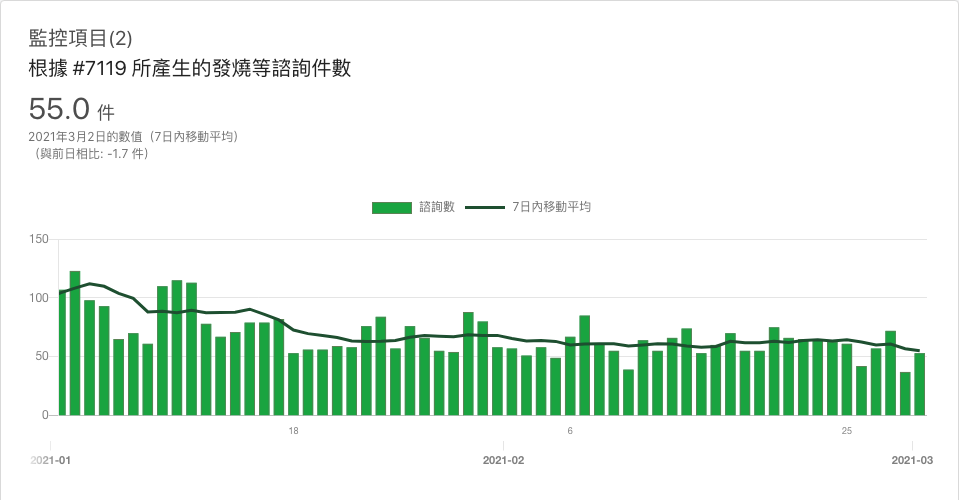 監控項目(2)
根據 #7119 所產生的發燒等諮詢件數
55.0 件
2021年3月2日的數值（7日內移動平均）
（與前日相比: -1.7 件）
諮詢數 7日內移動平均
150
100
50
0
18 6 25
2021-01 2021-02 2021-03